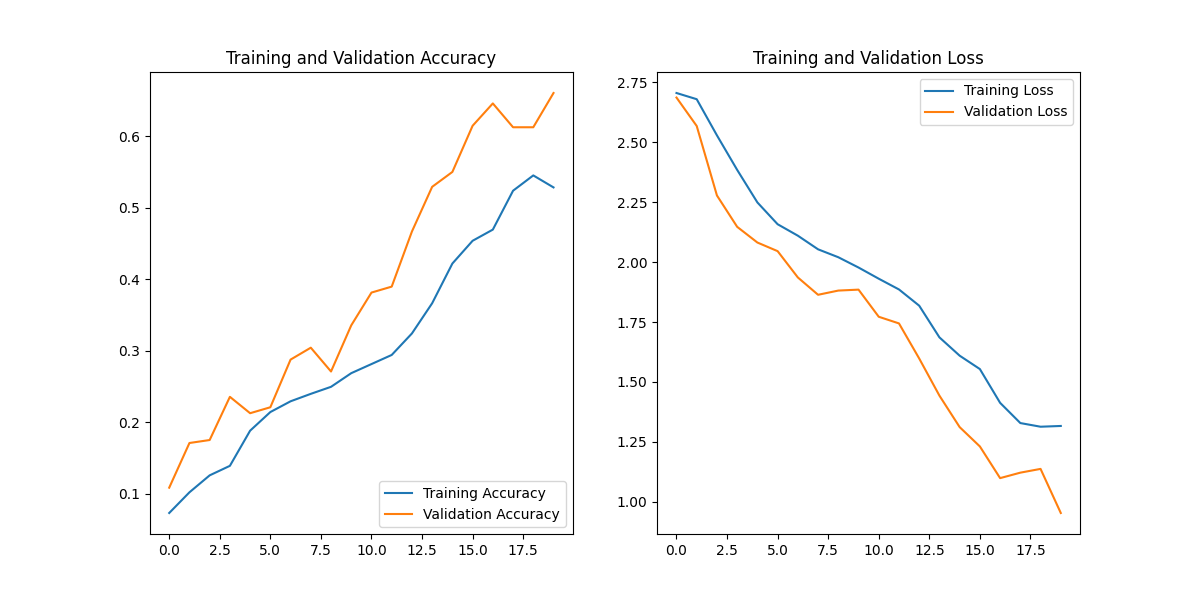 Training and Validation Accuracy
0.6
0.5
0.4
0.3
0.2
0.1
Training Accuracy
Validation Accuracy
0.0 2.5 5.0 7.5 10.0 12.5 15.0 17.5
Training and Validation Loss
2.75
2.50
2.25
2.00
1.75
1.50
1.25
1.00
Training Loss
Validation Loss
0.0 2.5 5.0 7.5 10.0 12.5 15.0 17.5